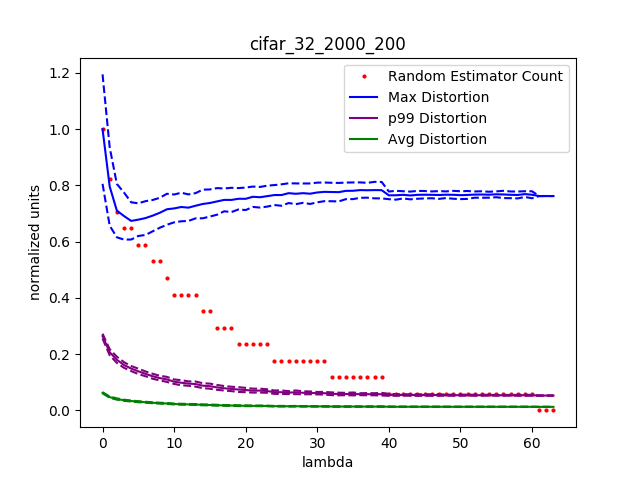 cifar_32_2000_200
Random Estimator Count
Max Distortion
p99 Distortion
Avg Distortion
normalized units
1.2
1.0
0.8
0.6
0.4
0.2
0.0
0 10 20 30 40 50 60
lambda